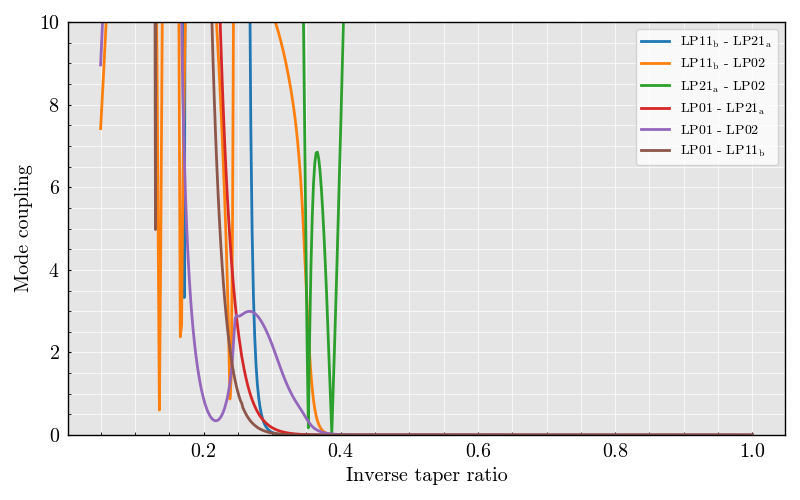 10
8
6
4
2
0
Mode coupling
0.2
0.4
0.6
0.8
1.0
Inverse taper ratio
LP11b - LP21a
LP11b - LP02
LP21a - LP02
LP01 - LP21a
LP01 - LP02
LP01 - LP11b